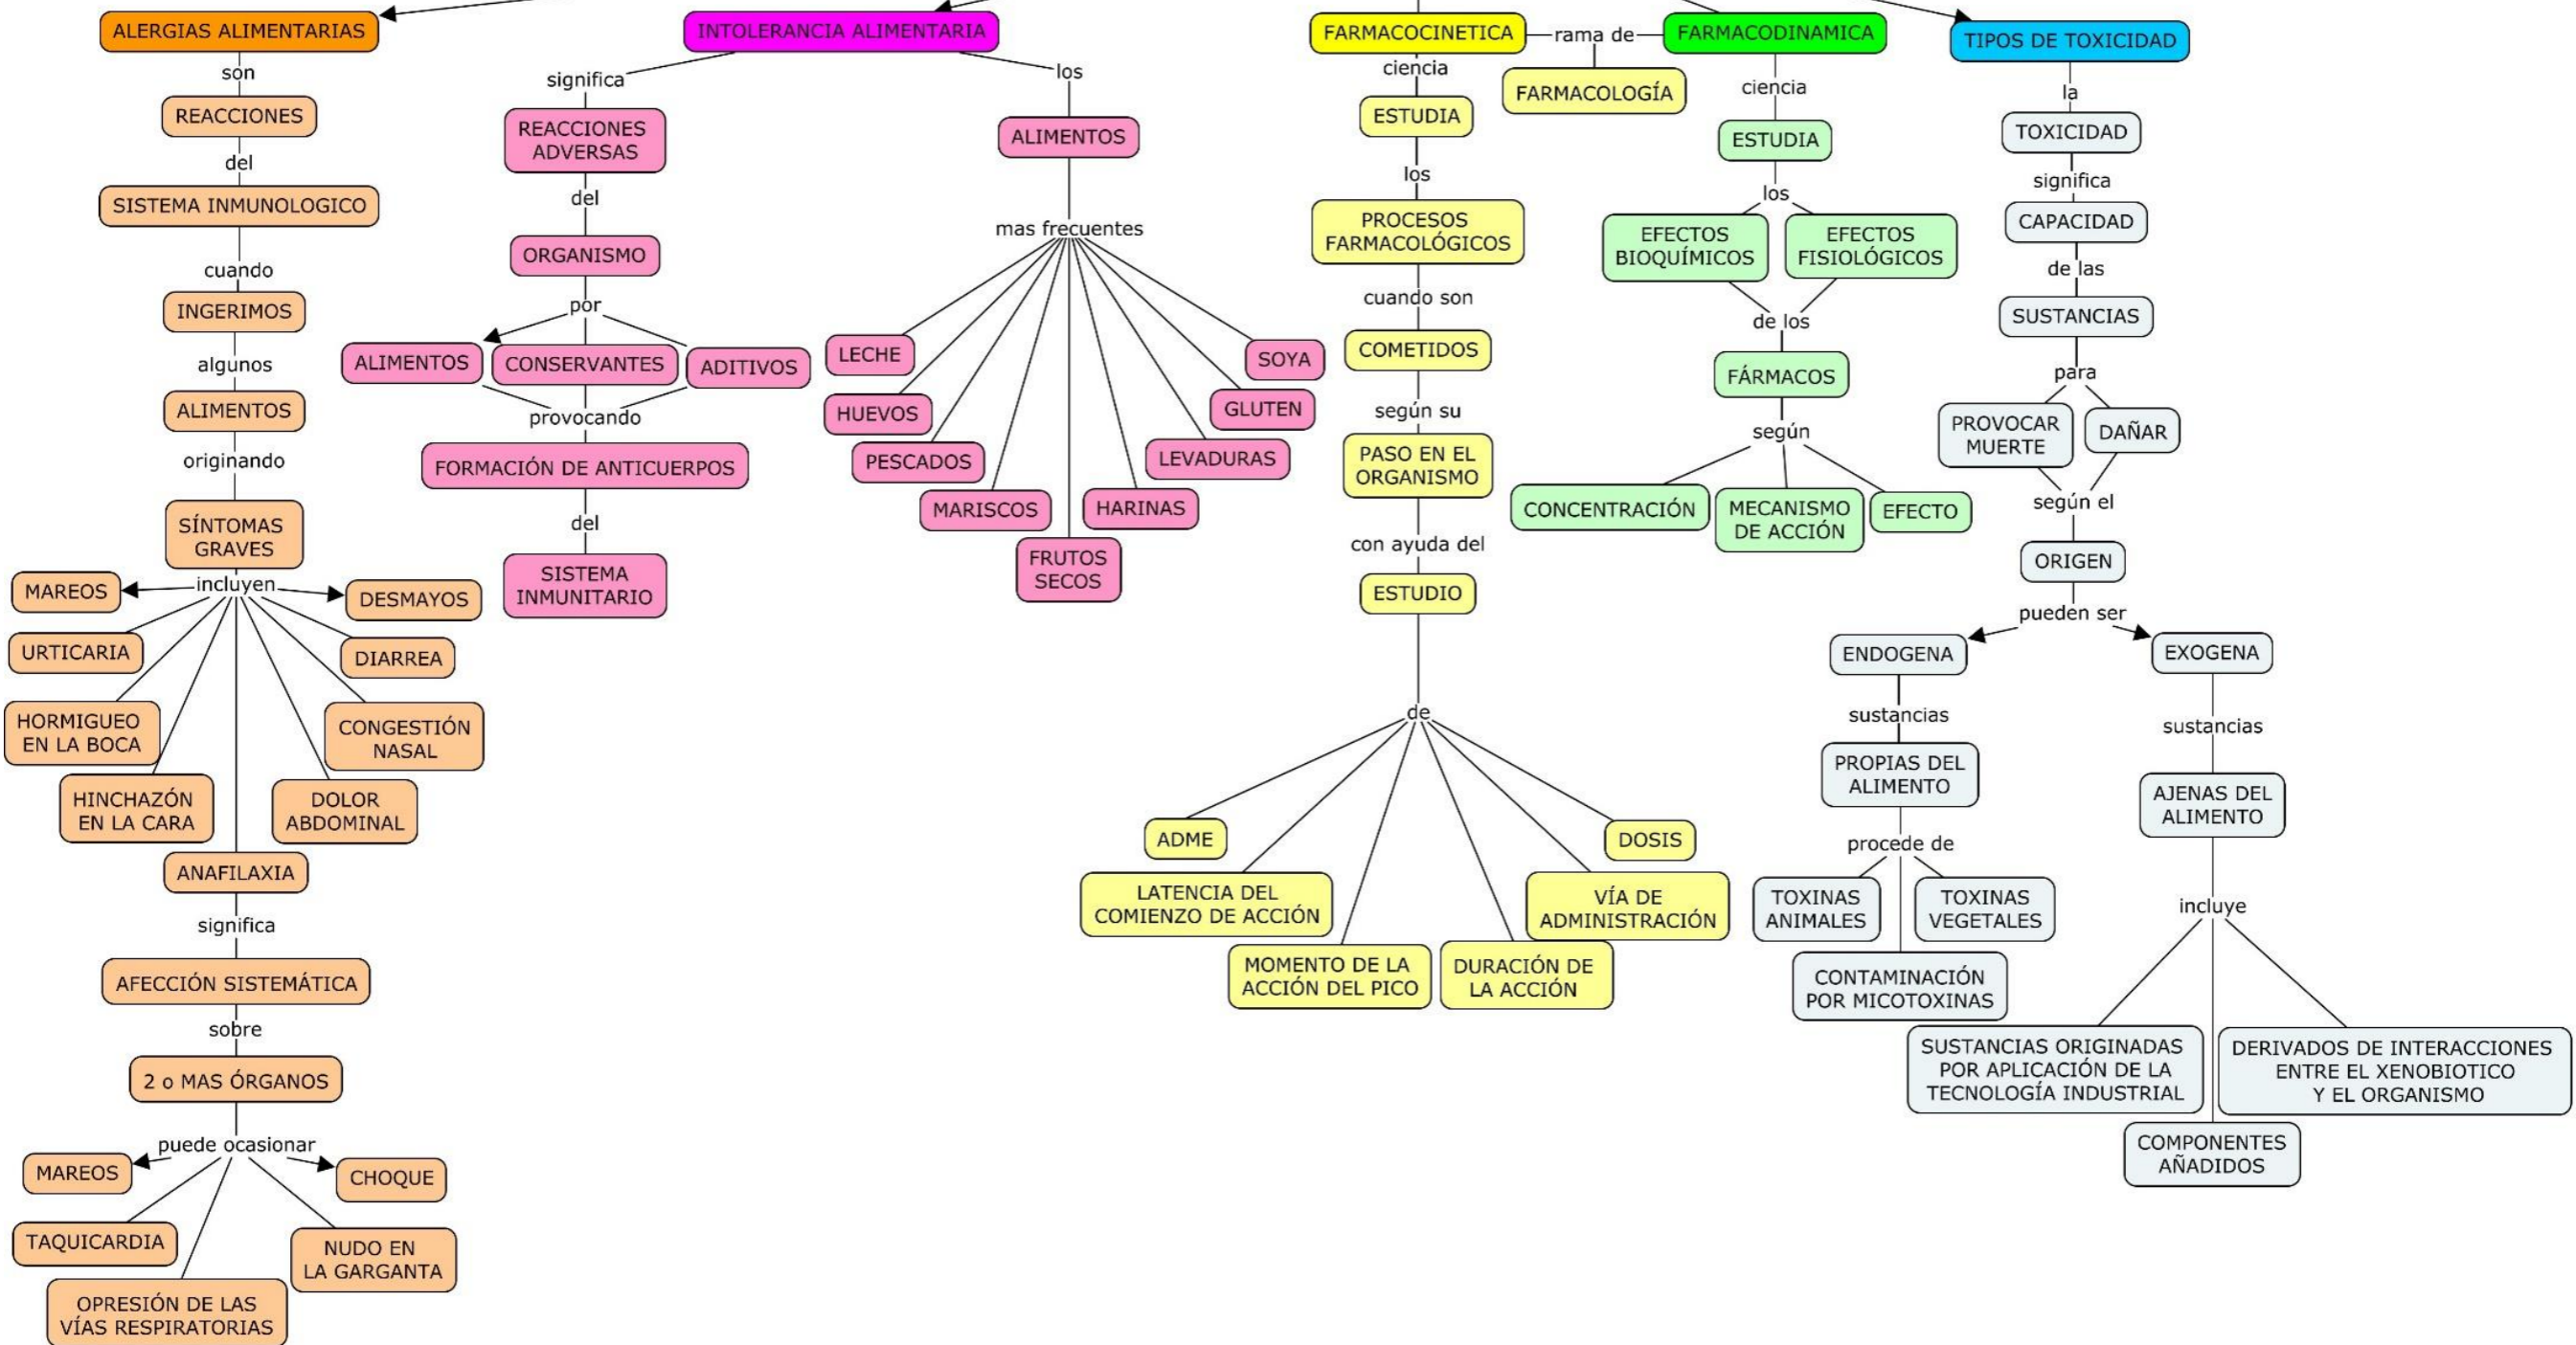 ALERGIAS ALIMENTARIAS
son
REACCIONES
del
SISTEMA INMUNOLOGICO
cuando
INGERIMOS
algunos
ALIMENTOS
originando
SÍNTOMAS
GRAVES
incluyen
MAREOS
DESMAYOS
URTICARIA
DIARREA
HORMIGUEO
EN LA BOCA
CONGESTIÓN
NASAL
HINCHAZÓN
EN LA CARA
DOLOR
ABDOMINAL
ANAFILAXIA
significa
AFECCIÓN SISTEMÁTICA
sobre
2 o MAS ÓRGANOS
puede ocasionar
MAREOS
CHOQUE
TAQUICARDIA
NUDO EN
LA GARGANTA
OPRESIÓN DE LAS
VÍAS RESPIRATORIAS
INTOLERANCIA ALIMENTARIA
significa
REACCIONES
ADVERSAS
del
ORGANISMO
por
ALIMENTOS
CONSERVANTES
ADITIVOS
provocando
FORMACIÓN DE ANTICUERPOS
del
SISTEMA
INMUNITARIO
los
ALIMENTOS
mas frecuentes
LECHE
SOYA
HUEVOS
GLUTEN
PESCADOS
LEVADURAS
MARISCOS
HARINAS
FRUTOS
SECOS
FARMACOCINETICA
rama de
FARMACOLOGÍA
ciencia
ESTUDIA
los
PROCESOS
FARMACOLÓGICOS
cuando son
COMETIDOS
según su
PASO EN EL
ORGANISMO
con ayuda del
ESTUDIO
de
ADME
DOSIS
LATENCIA DEL
COMIENZO DE ACCIÓN
VÍA DE
ADMINISTRACIÓN
MOMENTO DE LA
ACCIÓN DEL PICO
DURACIÓN DE
LA ACCIÓN
FARMACODINAMICA
ciencia
ESTUDIA
los
EFECTOS
BIOQUÍMICOS
EFECTOS
FISIOLÓGICOS
de los
FÁRMACOS
según
CONCENTRACIÓN
MECANISMO
DE ACCIÓN
EFECTO
TIPOS DE TOXICIDAD
la
TOXICIDAD
significa
CAPACIDAD
de las
SUSTANCIAS
para
PROVOCAR
MUERTE
DAÑAR
según el
ORIGEN
pueden ser
ENDOGENA
sustancias
PROPIAS DEL
ALIMENTO
procede de
TOXINAS
ANIMALES
TOXINAS
VEGETALES
CONTAMINACIÓN
POR MICOTOXINAS
EXOGENA
sustancias
AJENAS DEL
ALIMENTO
incluye
SUSTANCIAS ORIGINADAS
POR APLICACIÓN DE LA
TECNOLOGÍA INDUSTRIAL
DERIVADOS DE INTERACCIONES
ENTRE EL XENOBIOTICO
Y EL ORGANISMO
COMPONENTES
AÑADIDOS